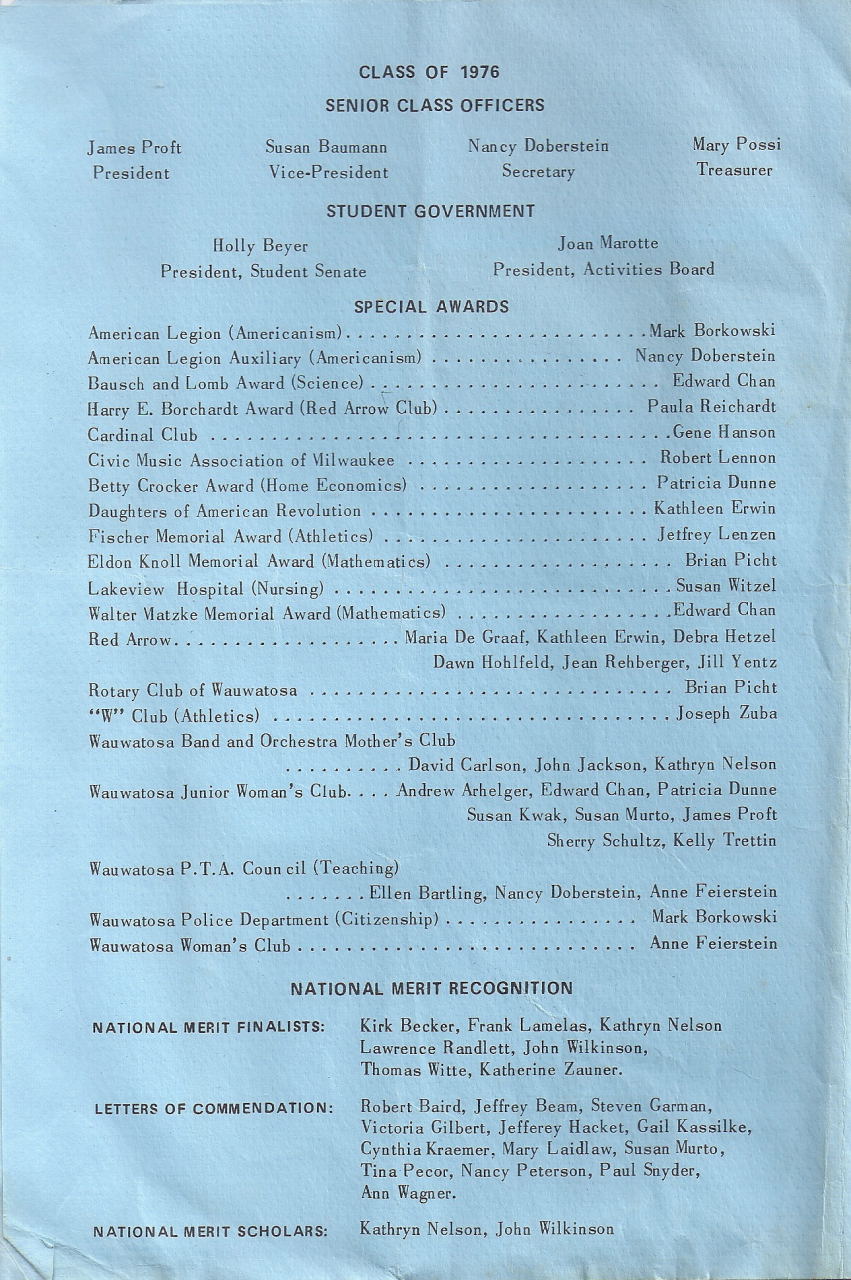 CLASS OF 1976
SENIOR CLASS OFFICERS
James Proft Susan Baumann Nancy Doberstein Mary Possi
President Vice-President Secretary Treasurer
STUDENT GOVERNMENT
Holly Beyer Joan Marotte
President, Student Senate President, Activities Board
SPECIAL AWARDS
American Legion (Americanism) . . . . . . . . . . . . . . . . . . . . . . . . . Mark Borkowski
American Legion Auxiliary (Americanism) . . . . . . . . . . . . . . . . Nancy Doberstein
Bausch and Lomb Award (Science) . . . . . . . . . . . . . . . . . . . . . . . . Edward Chan
Harry E. Borchardt Award (Red Arrow Club) . . . . . . . . . . . . . . . . Paula Reichardt
Cardinal Club . . . . . . . . . . . . . . . . . . . . . . . . . . . . . . . . . . . . . . Gene Hanson
Civic Music Association of Milwaukee . . . . . . . . . . . . . . . . . . . . Robert Lennon
Betty Crocker Award (Home Economics) . . . . . . . . . . . . . . . . . . . Patricia Dunne
Daughters of American Revolution . . . . . . . . . . . . . . . . . . . . . . . Kathleen Erwin
Fischer Memorial Award (Athletics) . . . . . . . . . . . . . . . . . . . . . . Jetfrey Lenzen
Eldon Knoll Memorial Award (Mathematics) . . . . . . . . . . . . . . . . . . . Brian Picht
Lakeview Hospital (Nursing) . . . . . . . . . . . . . . . . . . . . . . . . . . . . Susan Witzel
Walter Matzke Memorial Award (Mathematics) . . . . . . . . . . . . . . . . . . Edward Chan
Red Arrow . . . . . . . . . . . . . . . . . . . Maria De Graaf, Kathleen Erwin, Debra Hetzel
Dawn Hohlfeld, Jean Rehberger, Jill Yentz
Rotary Club of Wauwatosa . . . . . . . . . . . . . . . . . . . . . . . . . . . . . . Brian Picht
“W” Club (Athletics) . . . . . . . . . . . . . . . . . . . . . . . . . . . . . . . . . Joseph Zuba
Wauwatosa Band and Orchestra Mother's Club
. . . . . . . . . . David Carlson, John Jackson, Kathryn Nelson
Wauwatosa Junior Woman's Club. . . . Andrew Arhelger, Edward Chan, Patricia Dunne
Susan Kwak, Susan Murto, James Proft
Sherry Schultz, Kelly Trettin
Wauwatosa P.T.A. Coun cil (Teaching)
. . . . . . . Ellen Bartling, Nancy Doberstein, Anne Feierstein
Wauwatosa Police Department (Citizenship) . . . . . . . . . . . . . . . . Mark Borkowski
Wauwatosa Woman's Club . . . . . . . . . . . . . . . . . . . . . . . . . . . . Anne Feierstein
NATIONAL MERIT RECOGNITION
NATIONAL MERIT FINALISTS: Kirk Becker, Frank Lamelas, Kathryn Nelson
Lawrence Randlett, John Wilkinson,
Thomas Witte, Katherine Zauner.
LETTERS OF COMMENDATION: Robert Baird, Jeffrey Beam, Steven Garman,
Victoria Gilbert, Jefferey Hacket, Gail Kassilke,
Cynthia Kraemer, Mary Laidlaw, Susan Murto,
Tina Pecor, Nancy Peterson, Paul Snyder,
Ann Wagner.
NATIONAL MERIT SCHOLARS: Kathryn Nelson, John Wilkinson